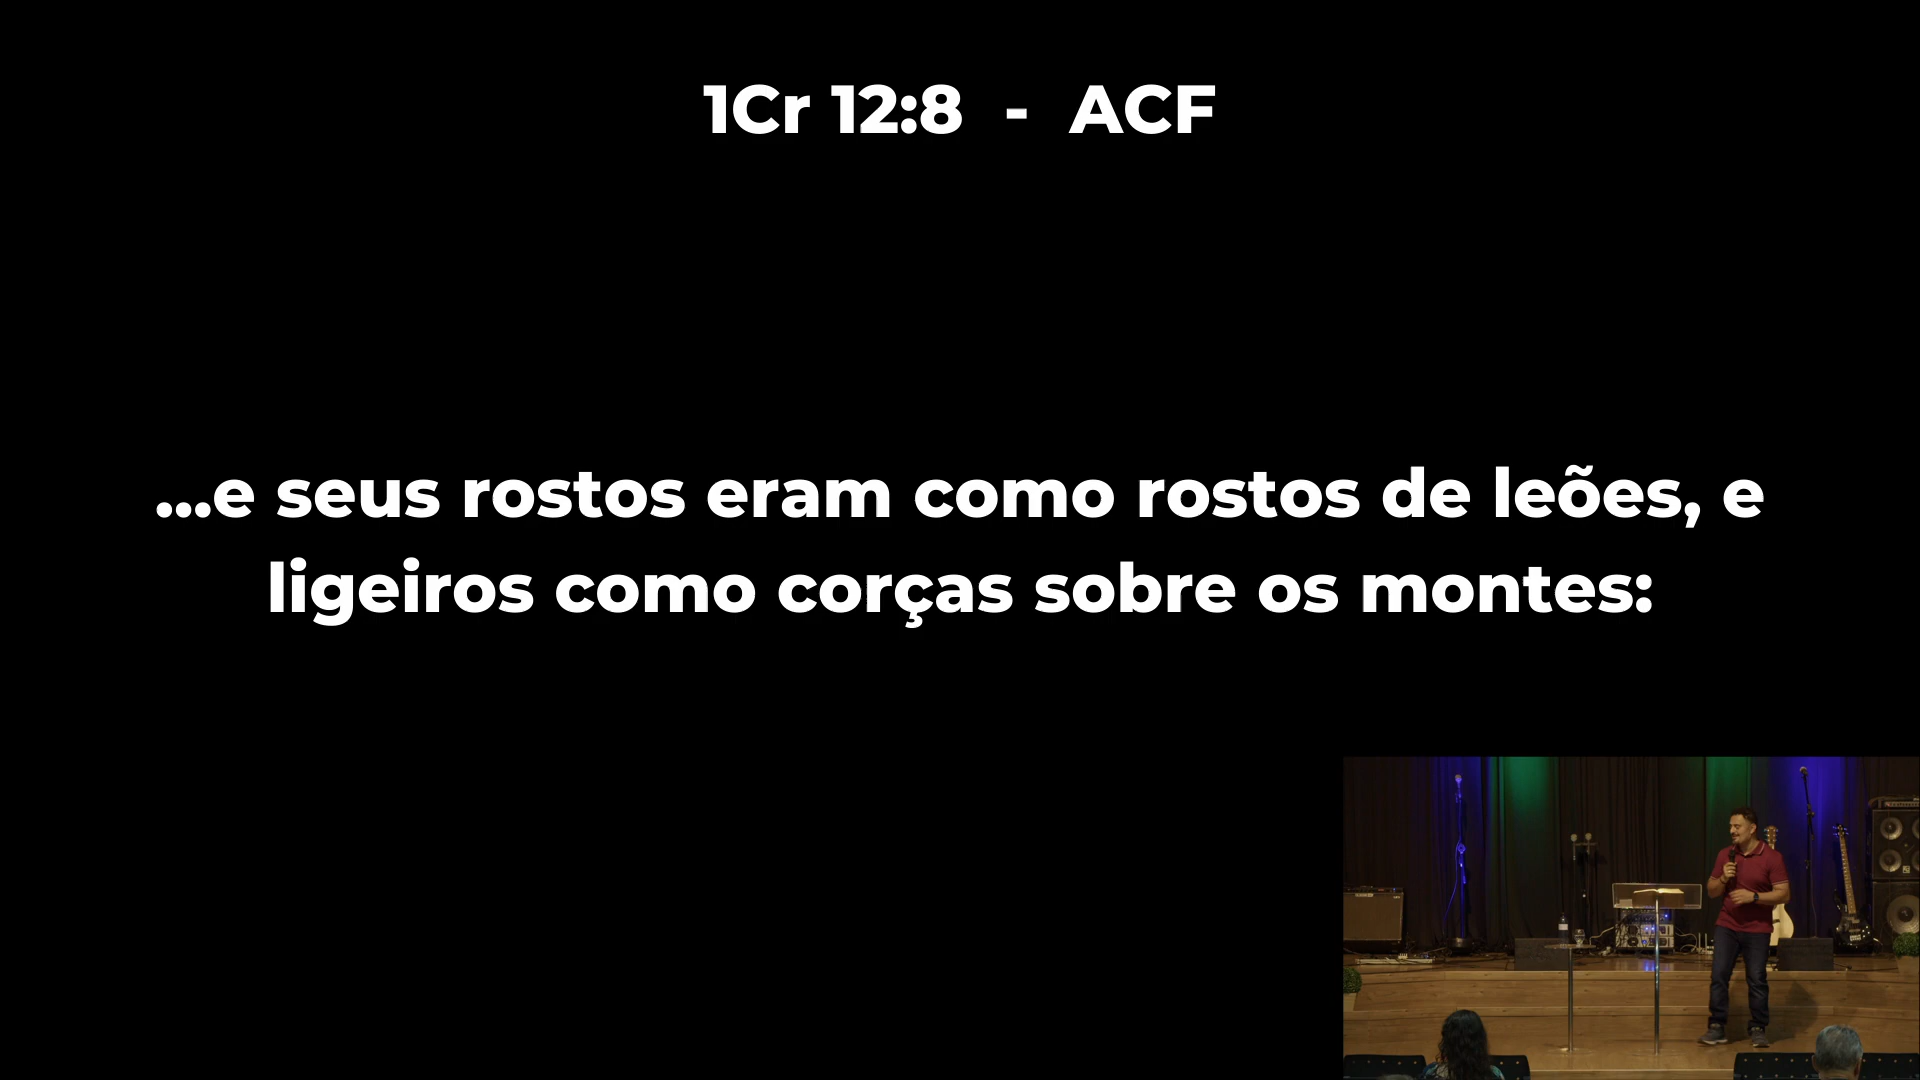 1Cr 12:8 - ACF
...e seus rostos eram como rostos de leões, e
ligeiros como corças sobre os montes: